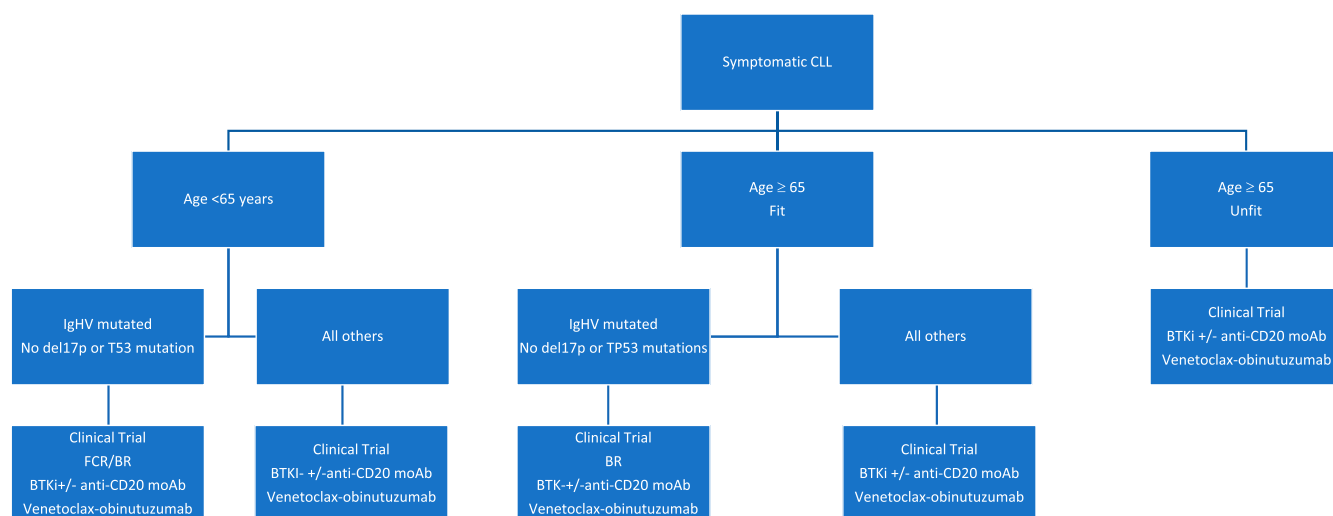 Symptomatic CLL
Age <65 years
Age ≥ 65
Fit
Age ≥ 65
Unfit
IgHV mutated
No del17p or T53 mutation
All others
IgHV mutated
No del17p or TP53 mutations
All others
Clinical Trial
BTKi +/- anti-CD20 moAb
Venetoclax-obinutuzumab
Clinical Trial
FCR/BR
BTKi+/- anti-CD20 moAb
Venetoclax-obinutuzumab
Clinical Trial
BTKI- +/-anti-CD20 moAb
Venetoclax-obinutuzumab
Clinical Trial
BR
BTK-+/-anti-CD20 moAb
Venetoclax-obinutuzumab
Clinical Trial
BTKi +/- anti-CD20 moAb
Venetoclax-obinutuzumab